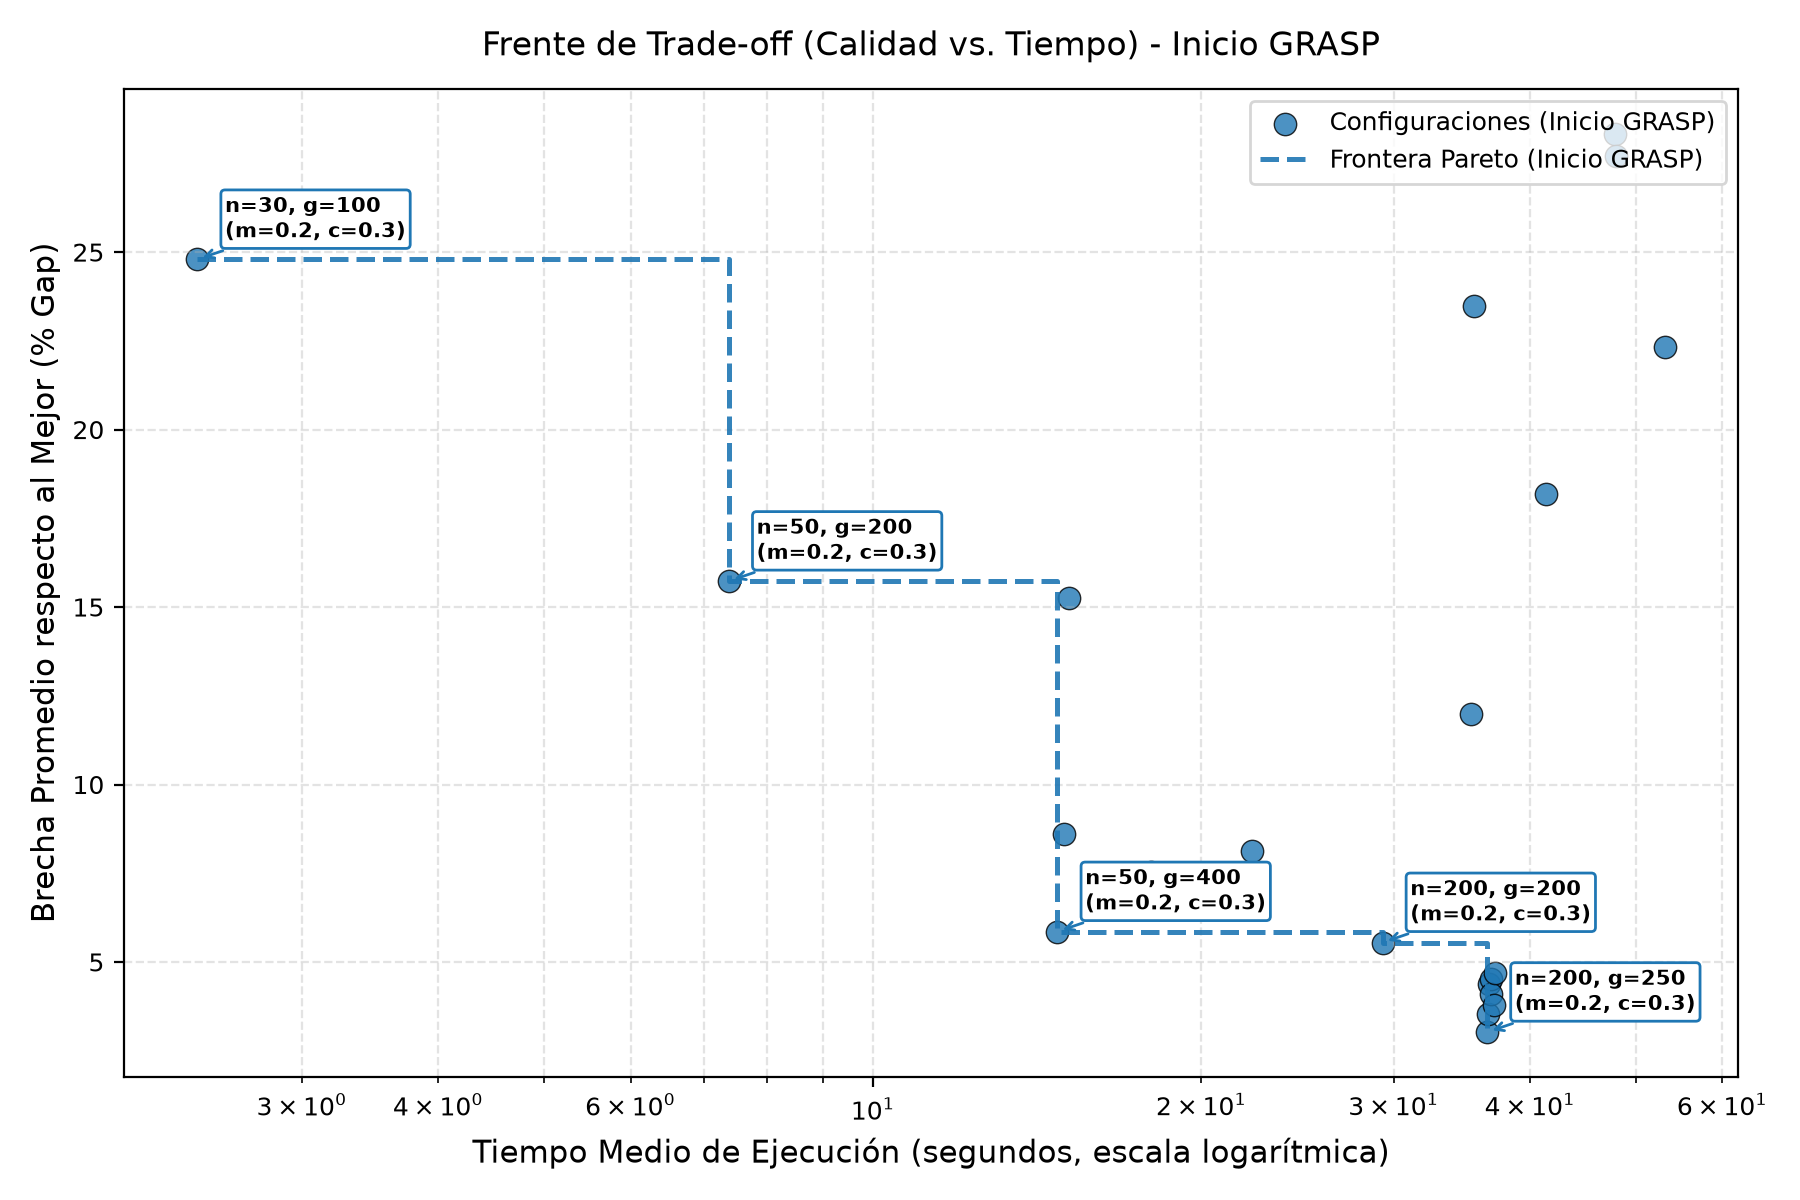 Frente de Trade-off (Calidad vs. Tiempo) - Inicio GRASP
Configuraciones (Inicio GRASP)
Frontera Pareto (Inicio GRASP)
Brecha Promedio respecto al Mejor (% Gap)
25
20
15
10
5
n=30, g=100
(m=0.2, c=0.3)
n=50, g=200
(m=0.2, c=0.3)
n=50, g=400
(m=0.2, c=0.3)
n=200, g=200
(m=0.2, c=0.3)
n=200, g=250
(m=0.2, c=0.3)
3 × 10⁰ 4 × 10⁰ 6 × 10⁰ 10¹ 2 × 10¹ 3 × 10¹ 4 × 10¹ 6 × 10¹
Tiempo Medio de Ejecución (segundos, escala logarítmica)